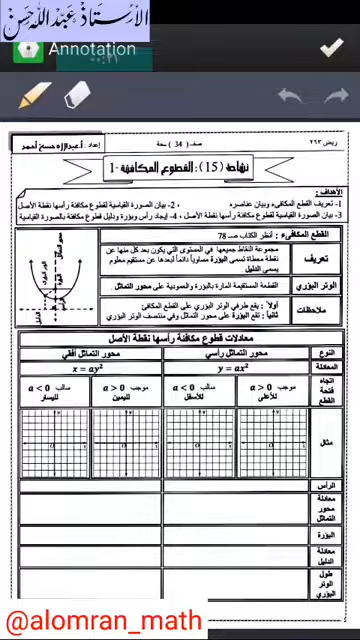 الأستاذ عبدالله حسن
Annotation
ريض ٢٦٣
صف ( 34 ) حة
إعداد : أ.عبدالله حسن أحمد
نشاط (15) : القطوع المكافئة -1
الأهداف :
1- تعريف القطع المكافىء وبيان عناصره
2- بيان الصورة القياسية لقطوع مكافئة رأسها نقطة الأصل
3- بيان الصورة القياسية لقطوع مكافئة رأسها نقطة الأصل
4- إيجاد رأس وبؤرة ودليل قطوع مكافئة بالصورة القياسية
القطع المكافىء : أنظر الكتاب صـ 78
تعريف
مجموعة النقاط جميعها في المستوى التي يكون بعد كل منها عن
نقطة معطاة تسمى البؤرة مساوياً دائماً لبعدها عن مستقيم معلوم
يسمى الدليل
الوتر البؤري
القطعة المستقيمة المارة بالبؤرة والعمودية على محور التماثل
ملاحظات
أولاً : يقع طرفي الوتر البؤري على القطع المكافى
ثانياً : تقع البؤرة على محور التماثل وفي منتصف الوتر البؤري
معادلات قطوع مكافئة رأسها نقطة الأصل
النوع
محور التماثل رأسي
محور التماثل أفقي
المعادلة
y = ax²
x = ay²
اتجاه فتحة القطع
موجب a > 0 للأعلى
سالب a < 0 للأسفل
موجب a > 0 لليمين
سالب a < 0 لليسار
مثال
الرأس
معادلة محور التماثل
البؤرة
معادلة الدليل
طول الوتر البؤري
@alomran_math